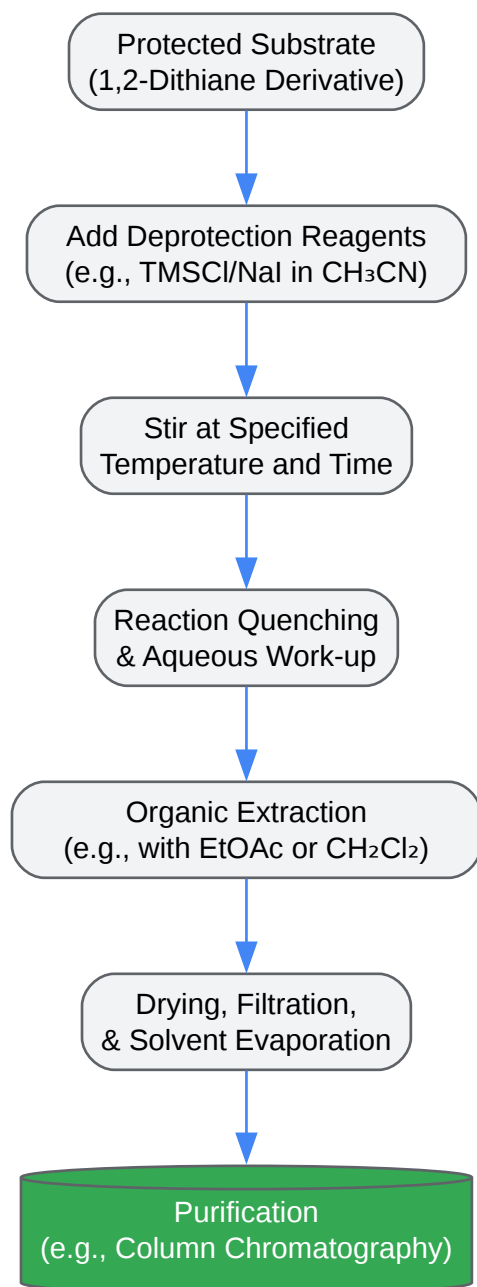 Protected Substrate
(1,2-Dithiane Derivative)
Add Deprotection Reagents
(e.g., TMSCl/NaI in CH₃CN)
Stir at Specified
Temperature and Time
Reaction Quenching
& Aqueous Work-up
Organic Extraction
(e.g., with EtOAc or CH₂Cl₂)
Drying, Filtration,
& Solvent Evaporation
Purification
(e.g., Column Chromatography)